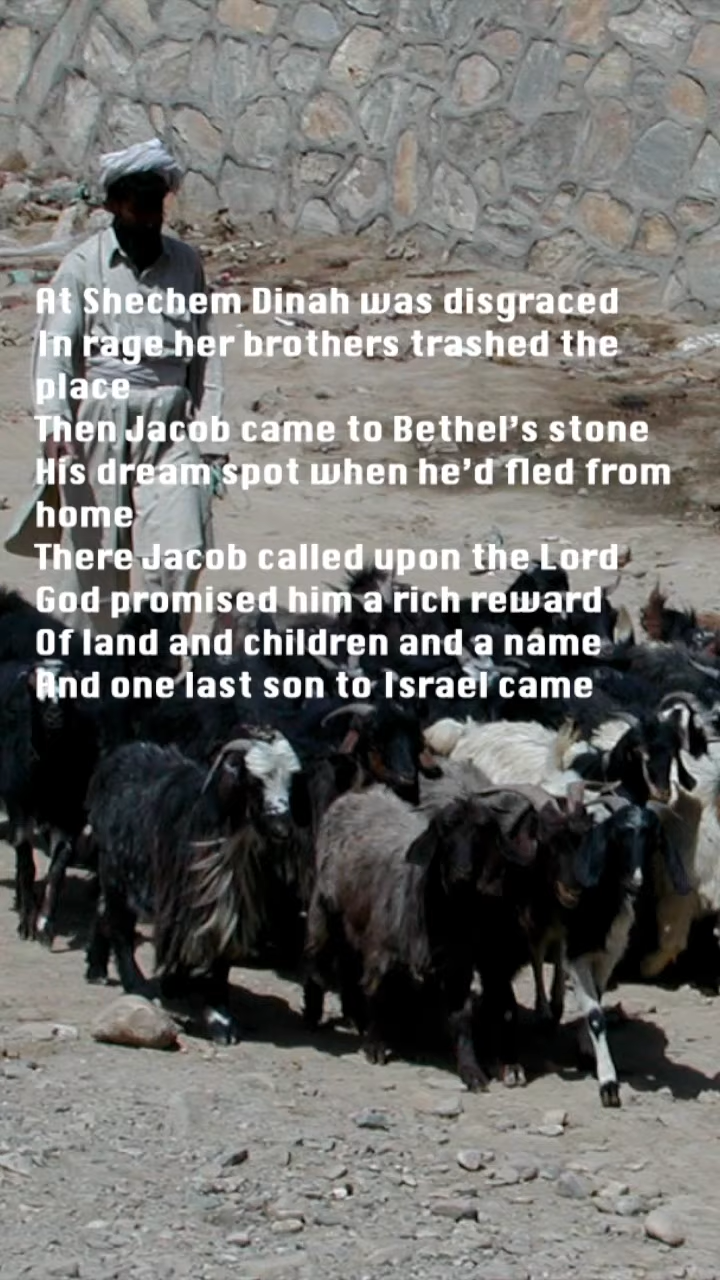 At Shechem Dinah was disgraced
In rage her brothers trashed the
place
Then Jacob came to Bethel's stone
His dream spot when he'd fled from
home
There Jacob called upon the Lord
God promised him a rich reward
Of land and children and a name
And one last son to Israel came